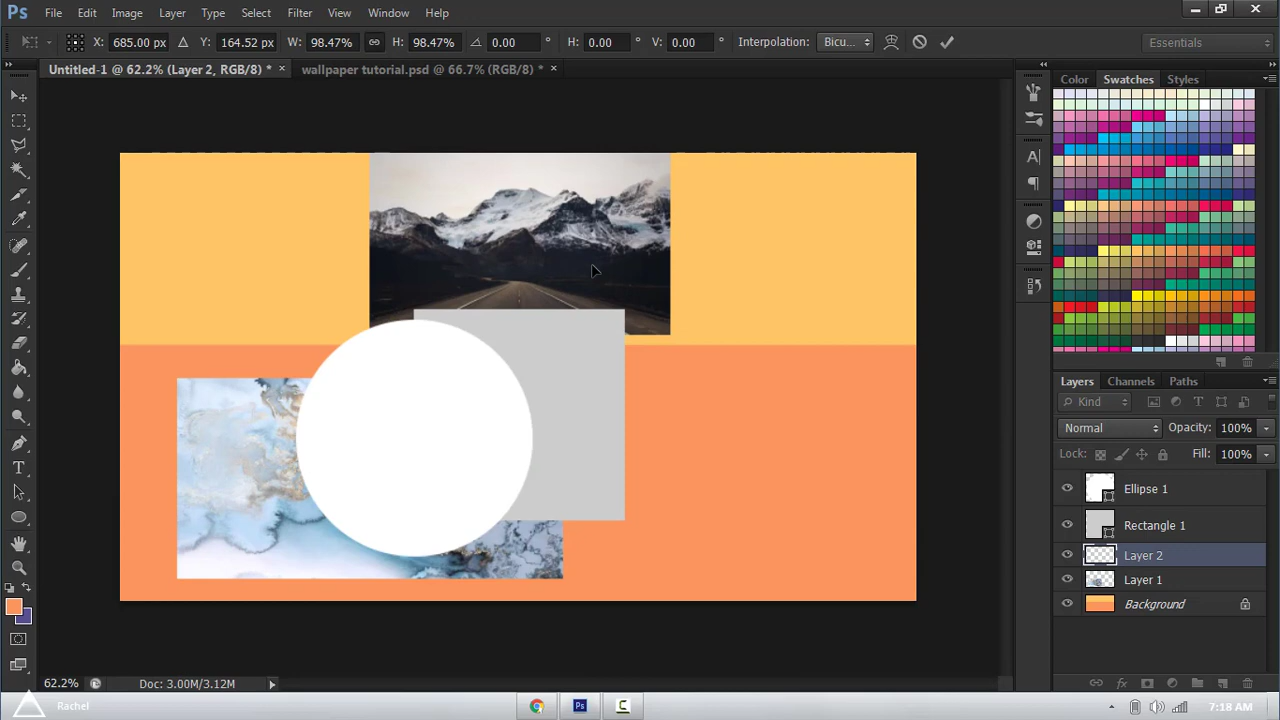 Ps File Edit Image Layer Type Select Filter View Window Help
X: 685.00 px Y: 164.52 px W: 98.47% H: 98.47% 0.00 ° H: 0.00 ° V: 0.00 ° Interpolation: Bicu... Essentials
Untitled-1 @ 62.2% (Layer 2, RGB/8) * × wallpaper tutorial.psd @ 66.7% (RGB/8) * ×
Color Swatches Styles
Layers Channels Paths
Kind
Normal Opacity: 100%
Lock: Fill: 100%
Ellipse 1
Rectangle 1
Layer 2
Layer 1
Background
62.2% Doc: 3.00M/3.12M
Rachel Ps C 7:18 AM